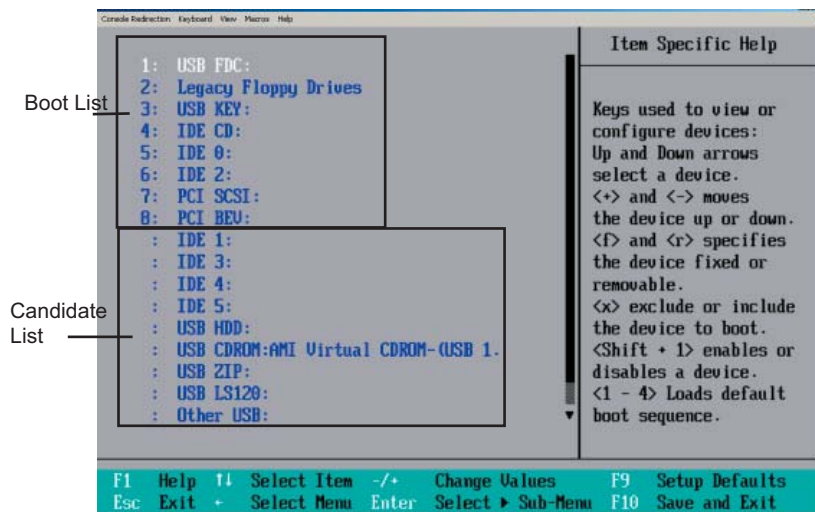 Console Redirection Keyboard View Macros Help
Boot List
1: USB FDC:
2: Legacy Floppy Drives
3: USB KEY:
4: IDE CD:
5: IDE 0:
6: IDE 2:
7: PCI SCSI:
8: PCI BEV:
Candidate
List
: IDE 1:
: IDE 3:
: IDE 4:
: IDE 5:
: USB HDD:
: USB CDROM:AMI Virtual CDROM-(USB 1.
: USB ZIP:
: USB LS120:
: Other USB:
Item Specific Help
Keys used to view or
configure devices:
Up and Down arrows
select a device.
<+> and <-> moves
the device up or down.
<f> and <r> specifies
the device fixed or
removable.
<x> exclude or include
the device to boot.
<Shift + 1> enables or
disables a device.
<1 - 4> Loads default
boot sequence.
F1 Help ↑↓ Select Item -/+ Change Values F9 Setup Defaults
Esc Exit ← Select Menu Enter Select ▶ Sub-Menu F10 Save and Exit